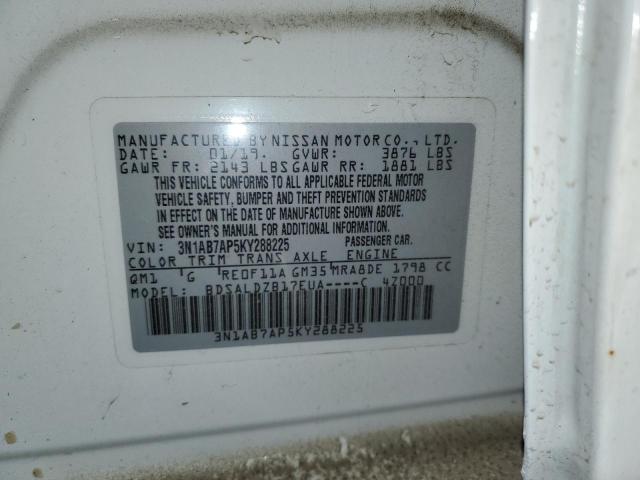 MANUFACTURED BY NISSAN MOTOR CO., LTD.
DATE: 01/19. GVWR: 3876 LBS
GAWR FR: 2143 LBS GAWR RR: 1881 LBS
THIS VEHICLE CONFORMS TO ALL APPLICABLE FEDERAL MOTOR
VEHICLE SAFETY, BUMPER AND THEFT PREVENTION STANDARDS
IN EFFECT ON THE DATE OF MANUFACTURE SHOWN ABOVE.
SEE OWNER'S MANUAL FOR FURTHER INFORMATION.
VIN: 3N1AB7AP5KY288225 PASSENGER CAR.
COLOR TRIM TRANS AXLE ENGINE
QM1 G RE0F11A GM35 MRA8DE 1798 CC
MODEL: BDSALDZB17EUA----C 4Z000
3N1AB7AP5KY288225